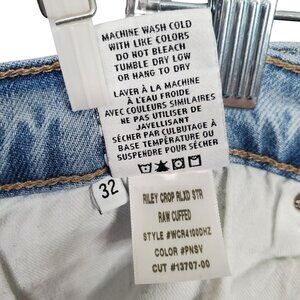 MACHINE WASH COLD
WITH LIKE COLORS
DO NOT BLEACH
TUMBLE DRY LOW
OR HANG TO DRY
LAVER À LA MACHINE
À L'EAU FROIDE
AVEC COULEURS SIMILAIRES
NE PAS UTILISER DE
JAVELLISANT
SÉCHER PAR CULBUTAGE À
BASE TEMPÉRATURE OU
SUSPENDRE POUR SÉCHER
32
RILEY CROP RLXD STR
RAW CUFFED
STYLE #WCR4100DHZ
COLOR #PNSV
CUT #13707-00